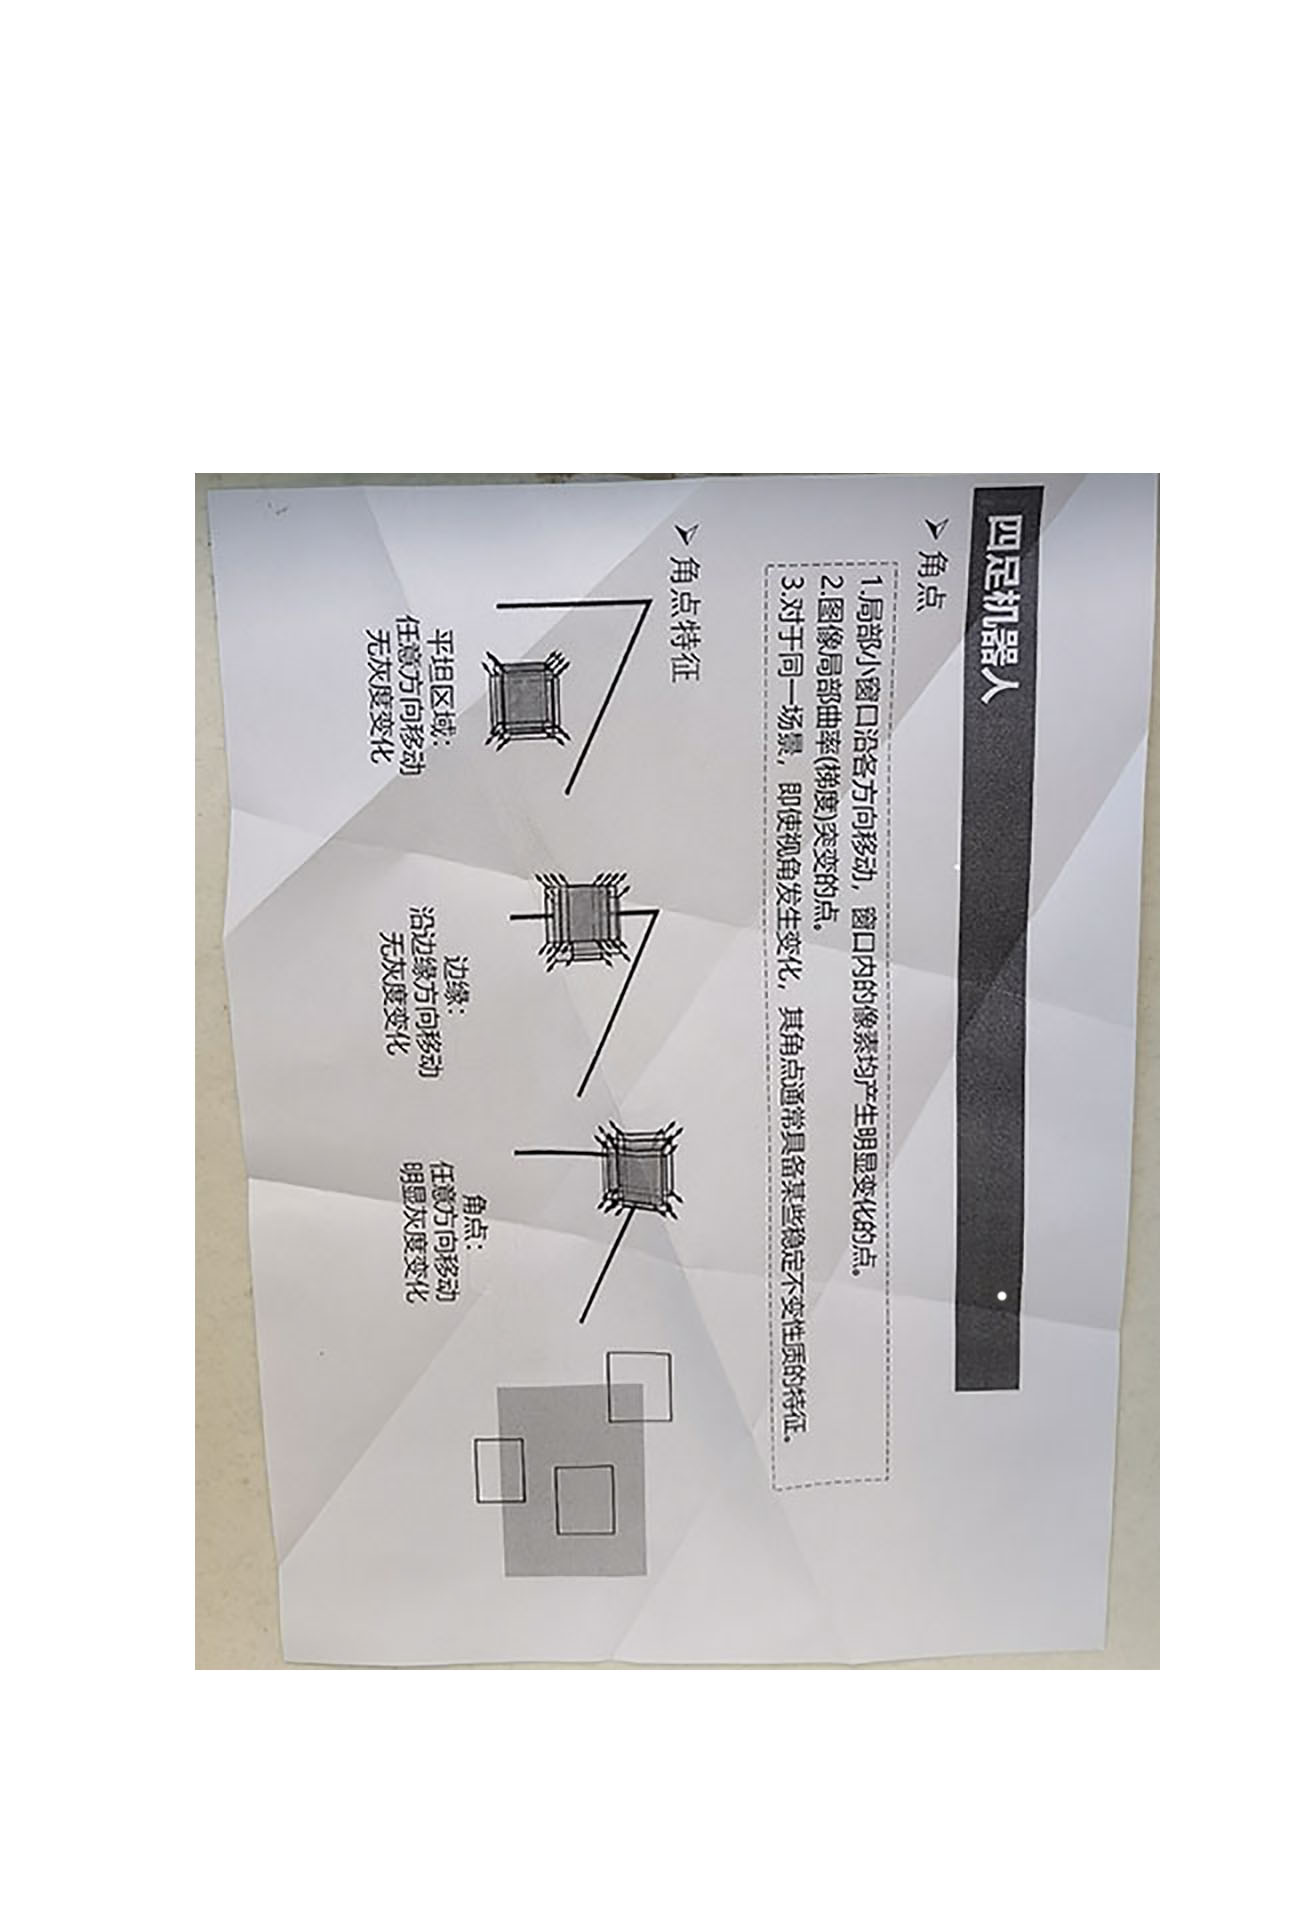 四足机器人
➢ 角点
1.局部小窗口沿各方向移动，窗口内的像素均产生明显变化的点。
2.图像局部曲率(梯度)突变的点。
3.对于同一场景，即使视角发生变化，其角点通常具备某些稳定不变性质的特征。
➢ 角点特征
平坦区域：
任意方向移动
无灰度变化
边缘：
沿边缘方向移动
无灰度变化
角点：
任意方向移动
明显灰度变化